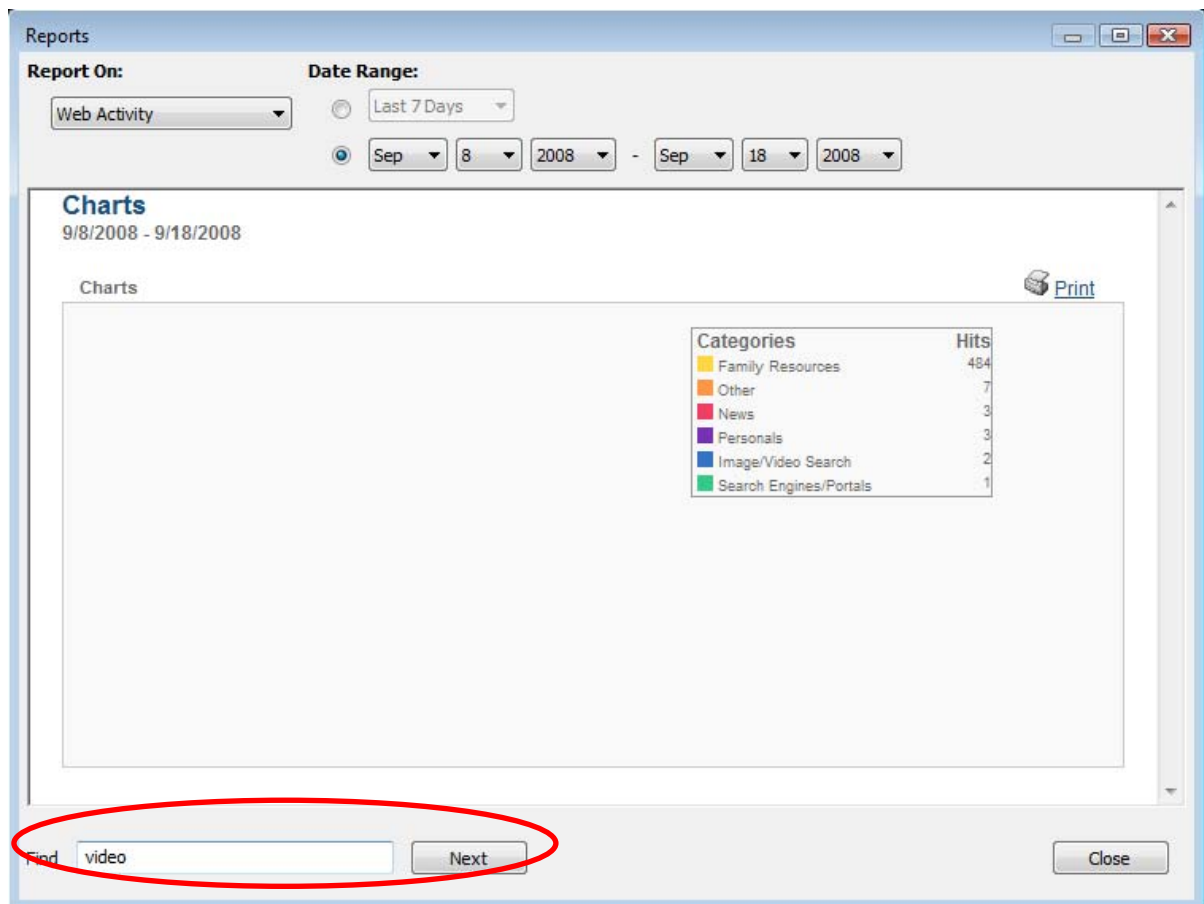 Reports
Report On: Date Range:
Web Activity
Last 7 Days
Sep 8 2008 - Sep 18 2008
Charts
9/8/2008 - 9/18/2008
Charts
Print
Categories Hits
Family Resources 484
Other 7
News 3
Personals 3
Image/Video Search 2
Search Engines/Portals 1
Find video Next Close